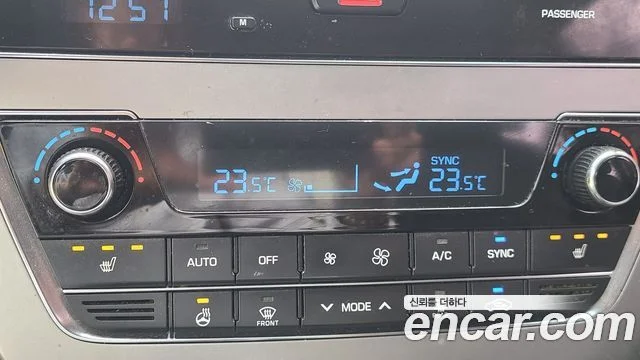 12:51
M
PASSENGER
SYNC
23.5°C
23.5°C
AUTO
OFF
A/C
SYNC
FRONT
MODE
신뢰를 더하다
encar.com